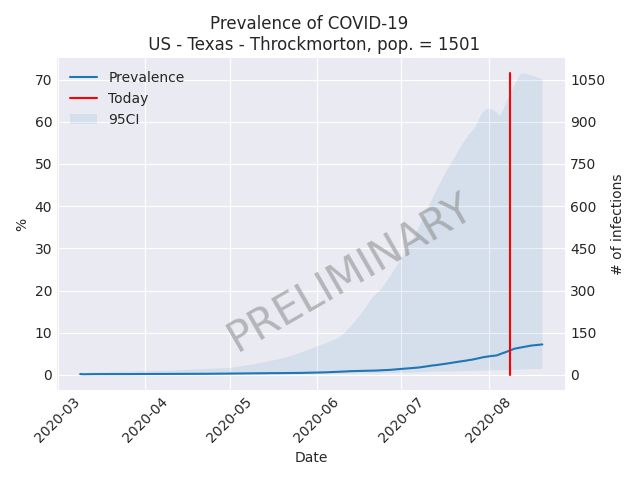 Prevalence of COVID-19
US - Texas - Throckmorton, pop. = 1501
Prevalence
Today
95CI
PRELIMINARY
%
70
60
50
40
30
20
10
0
1050
900
750
600
450
300
150
0
# of infections
2020-03
2020-04
2020-05
2020-06
2020-07
2020-08
Date